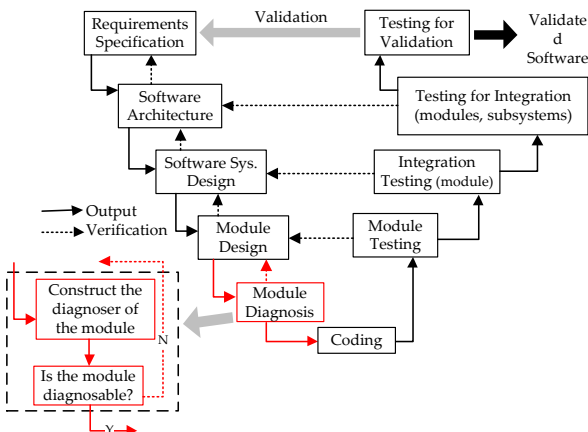 Requirements
Specification
Validation
Testing for
Validation
Validate
d
Software
Software
Architecture
Testing for Integration
(modules, subsystems)
Software Sys.
Design
Integration
Testing (module)
Output
Verification
Module
Design
Module
Testing
Module
Diagnosis
Coding
Construct the
diagnoser of
the module
N
Is the module
diagnosable?
Y